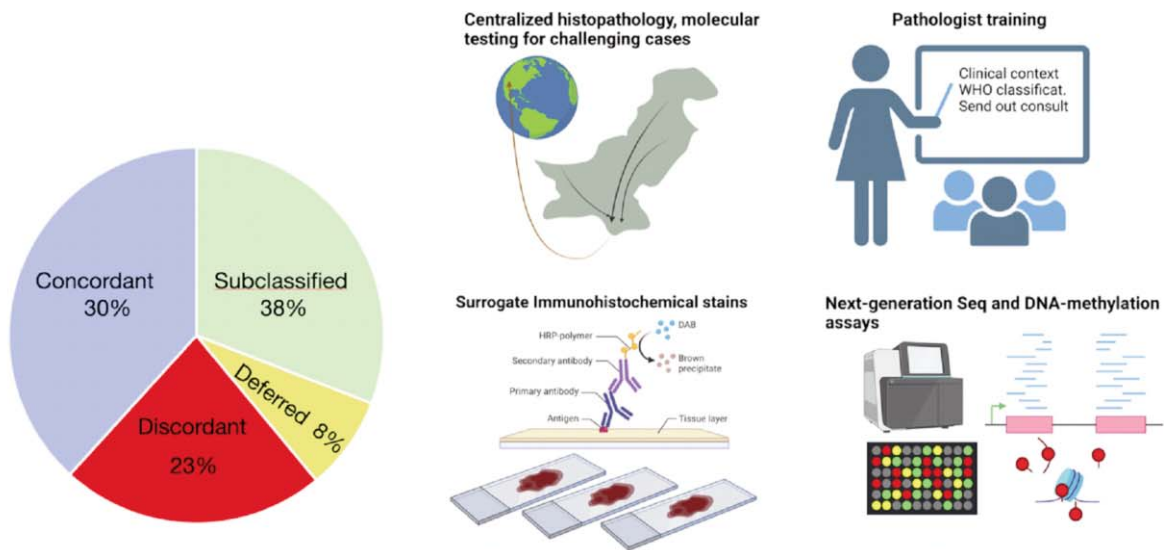 Concordant
30%
Subclassified
38%
Deferred 8%
Discordant
23%
Centralized histopathology, molecular
testing for challenging cases
Pathologist training
Clinical context
WHO classificat.
Send out consult
Surrogate Immunohistochemical stains
HRP-polymer
DAB
Secondary antibody
Brown
precipitate
Primary antibody
Antigen
Tissue layer
Next-generation Seq and DNA-methylation
assays